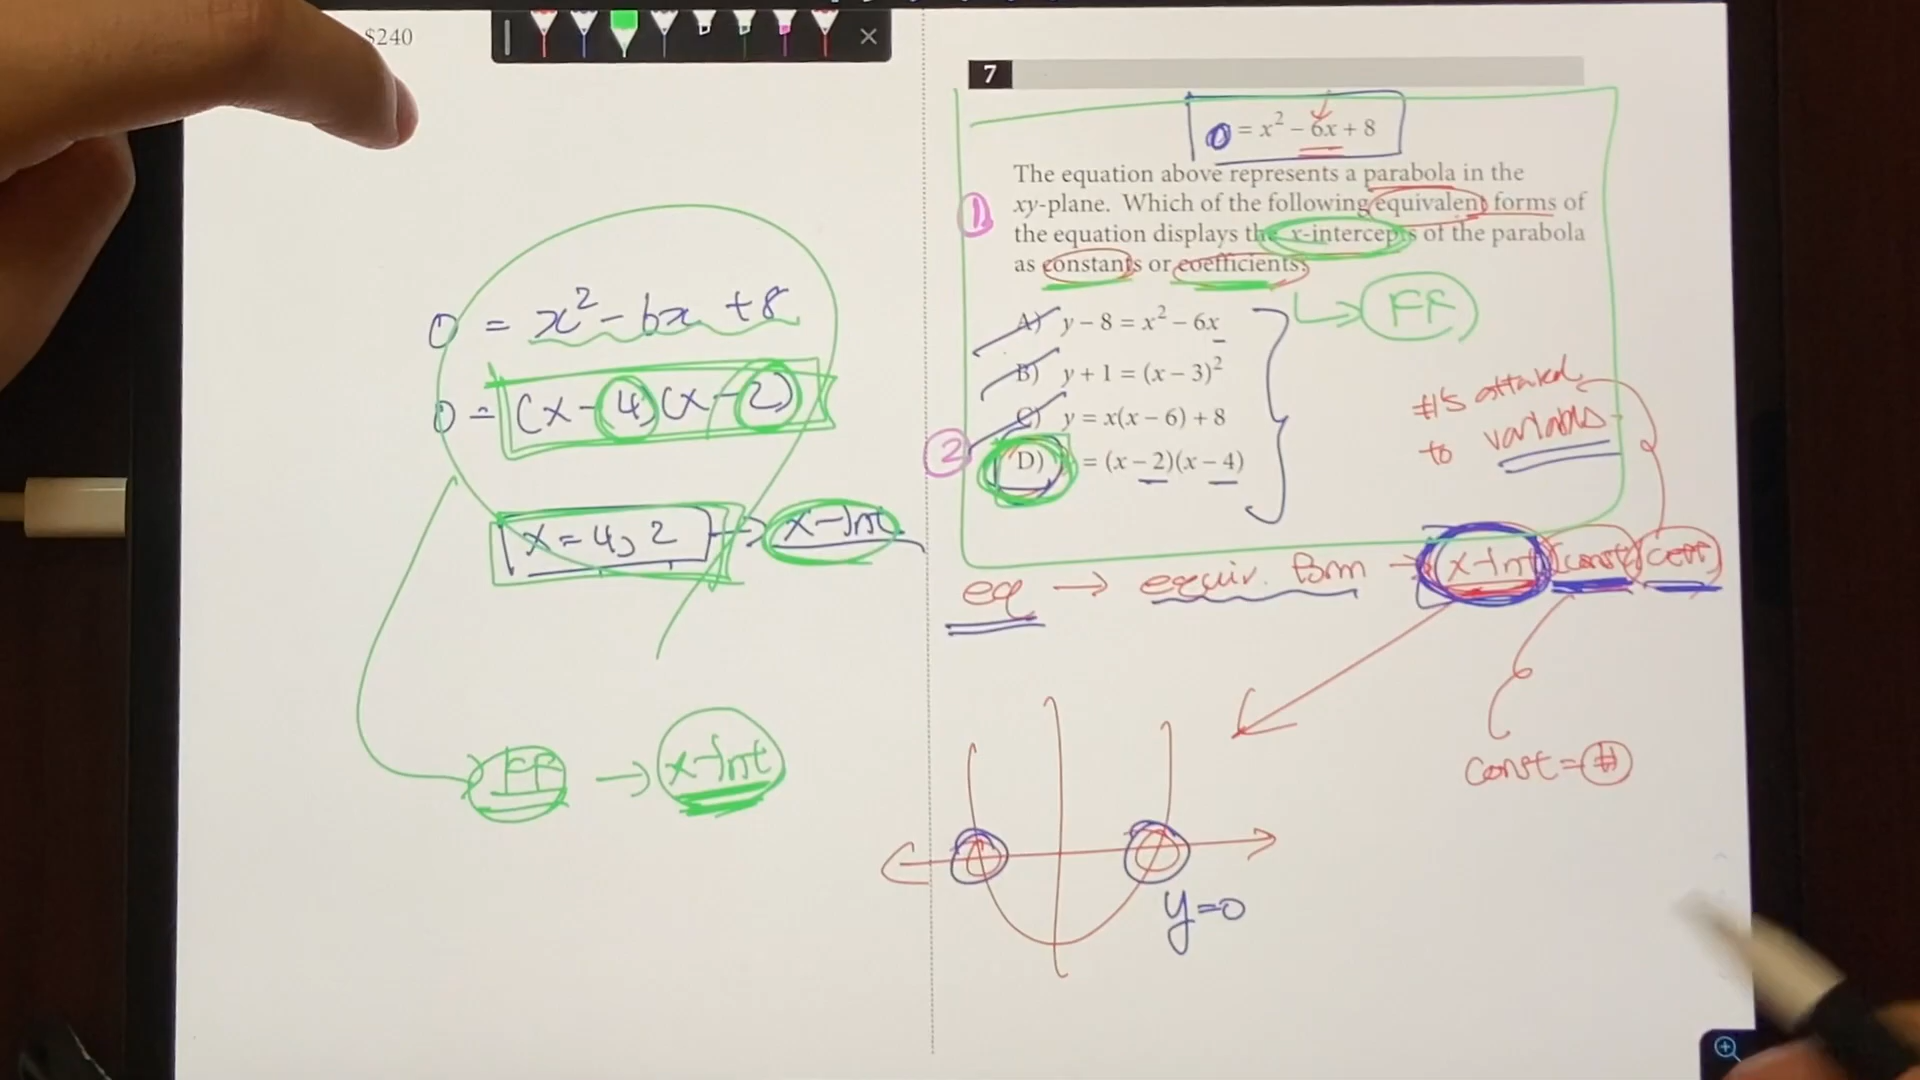 $240
7
0 = x² − 6x + 8
The equation above represents a parabola in the
xy-plane. Which of the following equivalent forms of
the equation displays the x-intercepts of the parabola
as constants or coefficients?
FF
A) y − 8 = x² − 6x
B) y + 1 = (x − 3)²
C) y = x(x − 6) + 8
D) = (x − 2)(x − 4)
1
2
#'s attached
to variables
eq → equiv. form → x-Int const coeff
const = #
y=0
0 = x² − 6x + 8
0 = (x − 4)(x − 2)
x = 4, 2 → x-Int
FF → x-Int